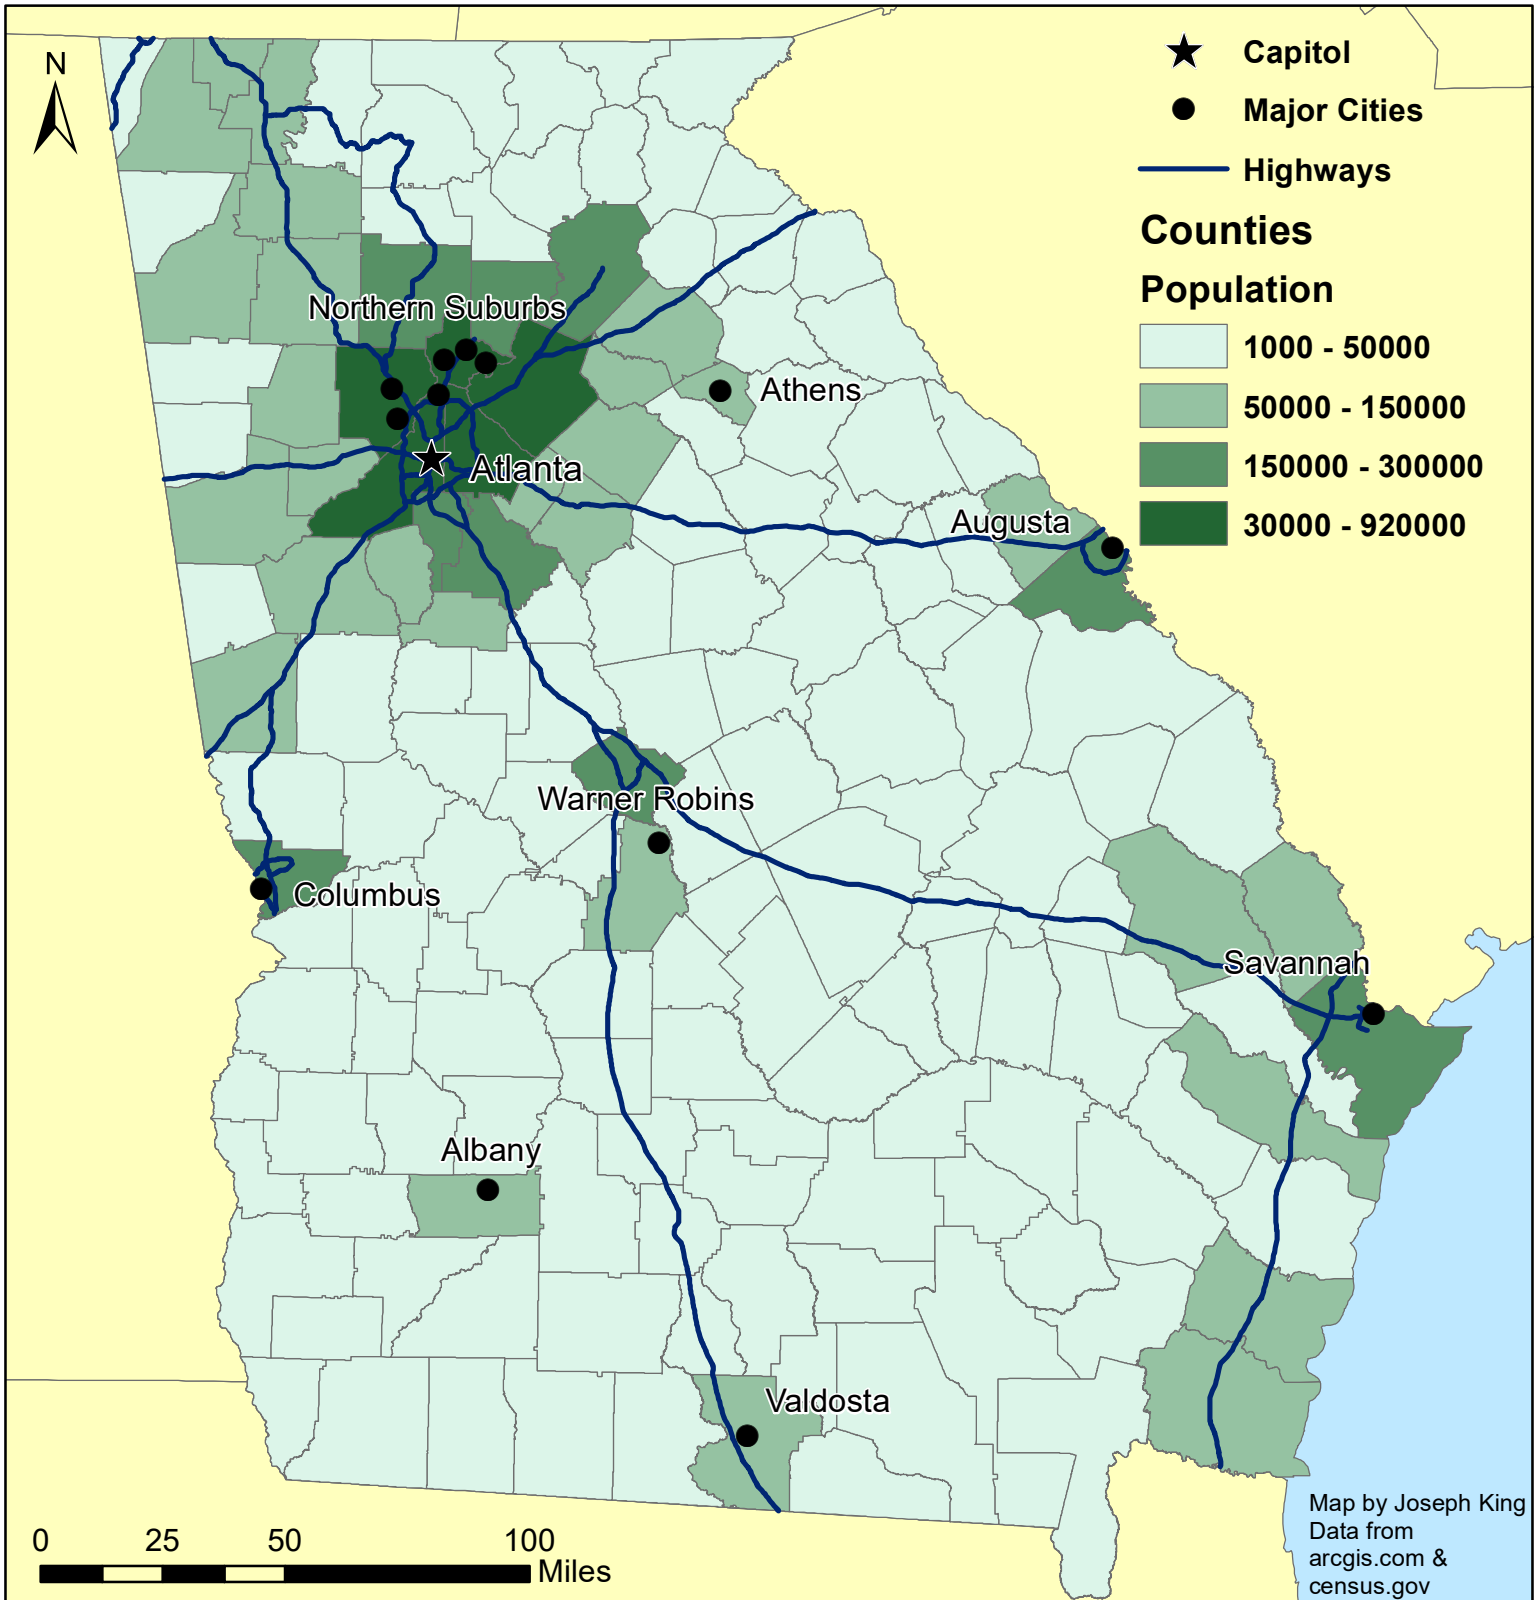 N
Capitol
Major Cities
Highways
Counties
Population
1000 - 50000
50000 - 150000
150000 - 300000
30000 - 920000
Northern Suburbs
Athens
Atlanta
Augusta
Warner Robins
Columbus
Savannah
Albany
Valdosta
0 25 50 100
Miles
Map by Joseph King
Data from
arcgis.com &
census.gov